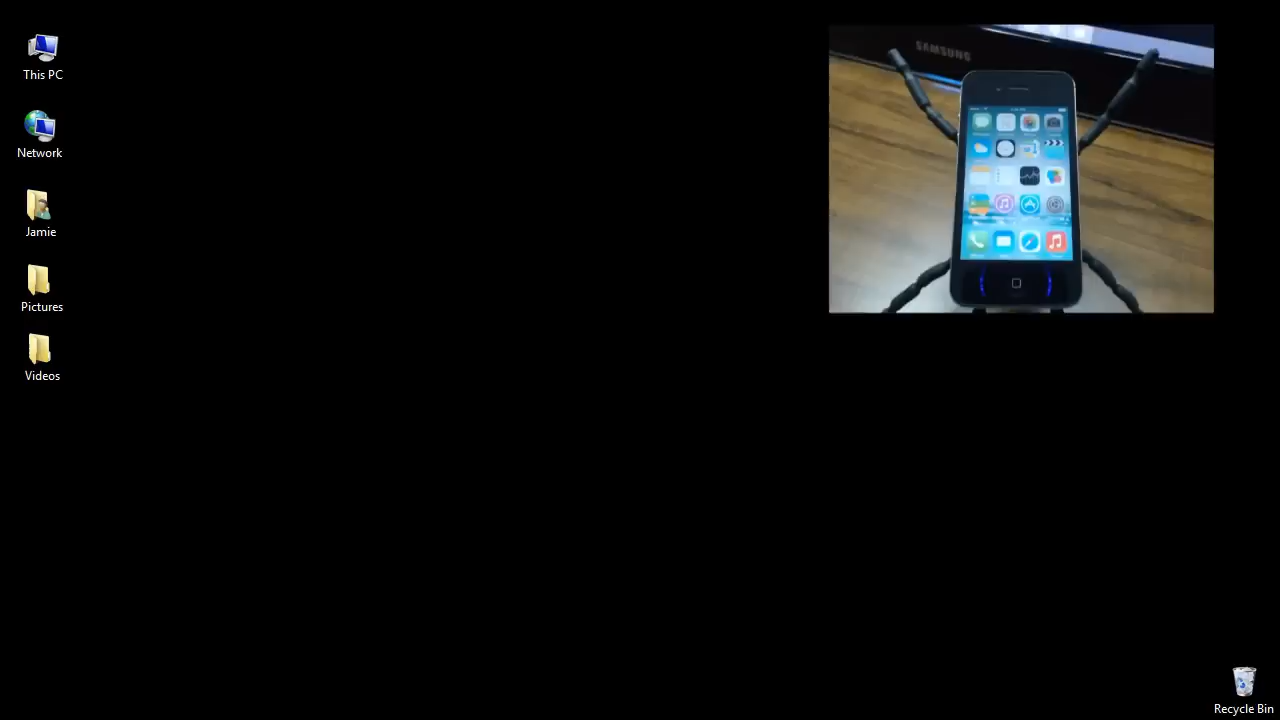 This PC
Network
Jamie
Pictures
Videos
SAMSUNG
Recycle Bin